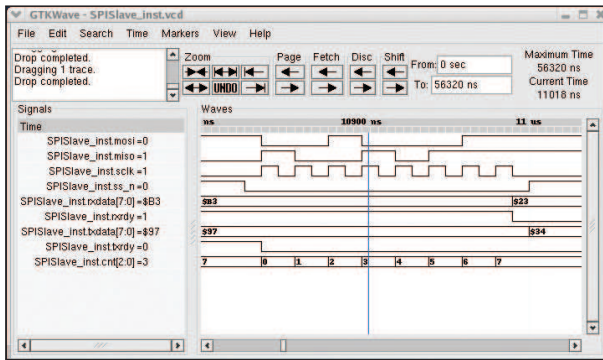 GTKWave - SPISlave_inst.vcd
File Edit Search Time Markers View Help
Drop completed.
Dragging 1 trace.
Drop completed.
Zoom
UNDO
Page
Fetch
Disc
Shift
From: 0 sec
To: 56320 ns
Maximum Time
56320 ns
Current Time
11018 ns
Signals
Time
SPISlave_inst.mosi =0
SPISlave_inst.miso =1
SPISlave_inst.sclk =1
SPISlave_inst.ss_n =0
SPISlave_inst.rxdata[7:0] =$B3
SPISlave_inst.rxrdy =1
SPISlave_inst.txdata[7:0] =$97
SPISlave_inst.txrdy =0
SPISlave_inst.cnt[2:0] =3
Waves
ns 10900 ns 11 us
$B3 $23
$97 $34
7 0 1 2 3 4 5 6 7